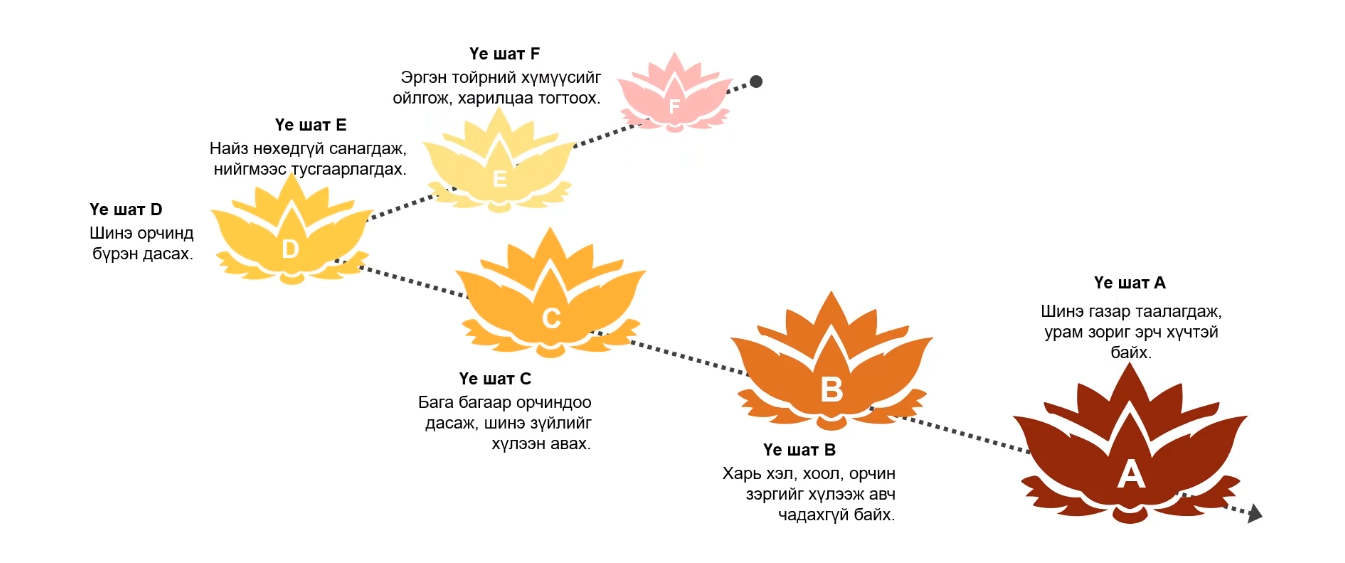 Үе шат F
Эргэн тойрний хүмүүсийг
ойлгож, харилцаа тогтоох.
F
Үе шат E
Найз нөхөдгүй санагдаж,
нийгмээс тусгаарлагдах.
E
Үе шат D
Шинэ орчинд
бүрэн дасах.
D
C
Үе шат C
Бага багаар орчиндоо
дасаж, шинэ зүйлийг
хүлээн авах.
B
Үе шат B
Харь хэл, хоол, орчин
зэргийг хүлээж авч
чадахгүй байх.
Үе шат A
Шинэ газар таалагдаж,
урам зориг эрч хүчтэй
байх.
A